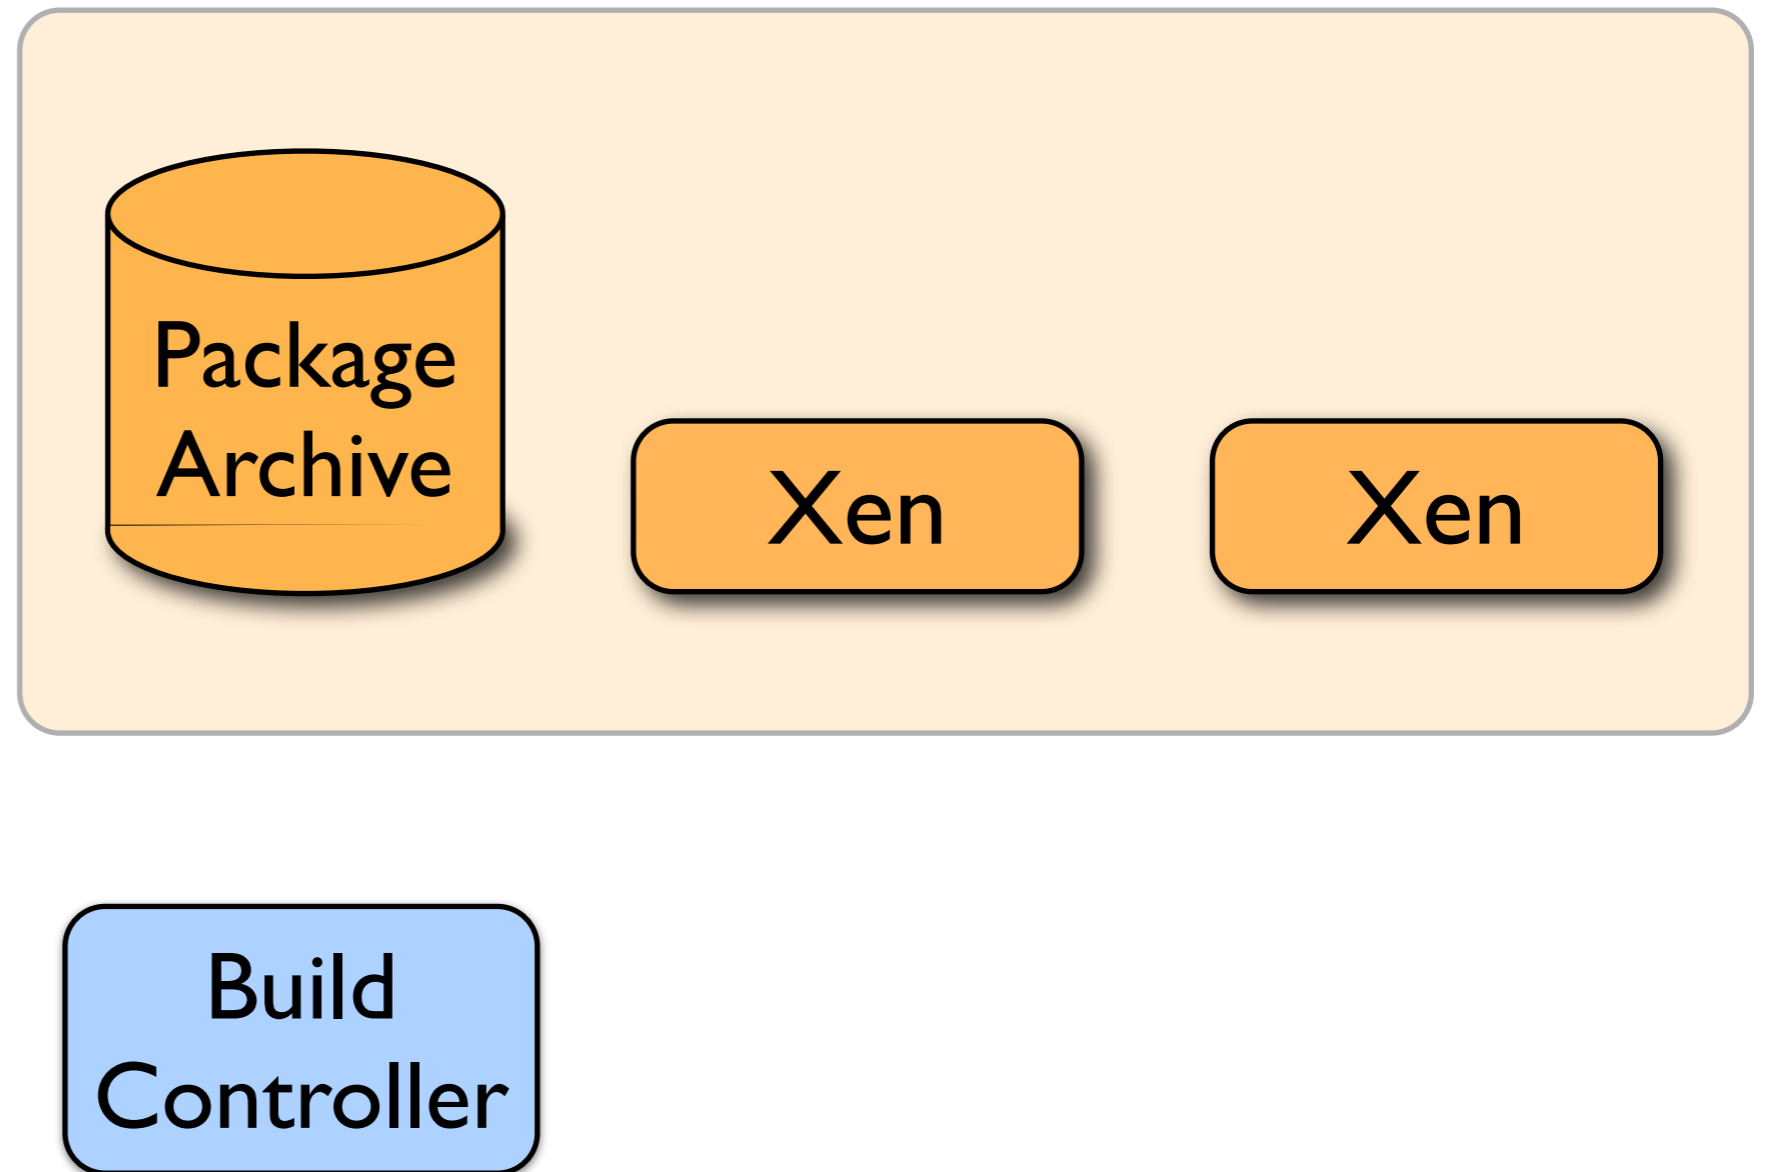 Package
Archive
Xen
Xen
Build
Controller